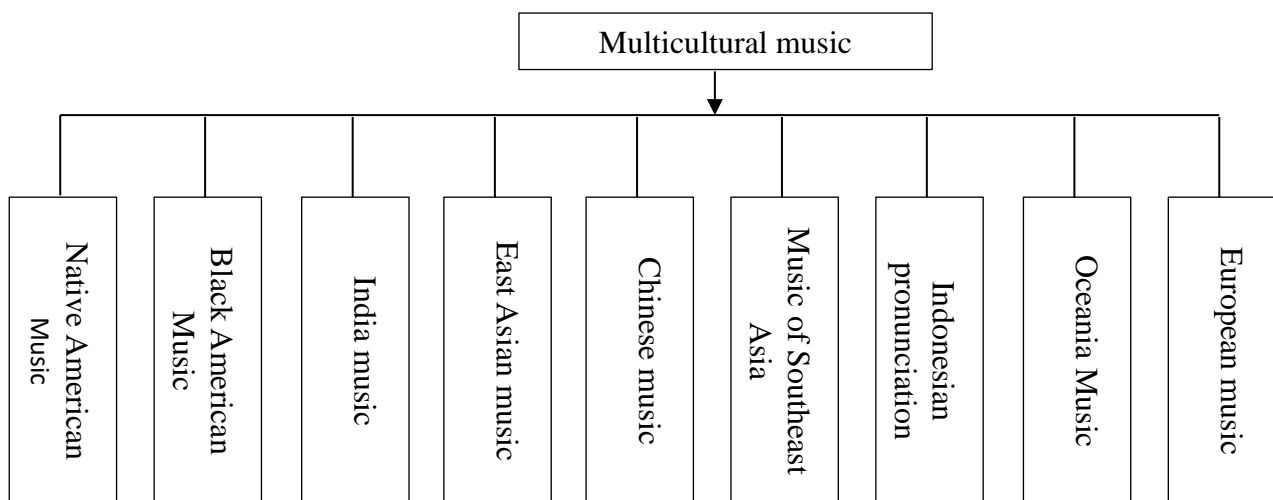 Multicultural music
Native American
Music
Black American
Music
India music
East Asian music
Chinese music
Music of Southeast
Asia
Indonesian
pronunciation
Oceania Music
European music